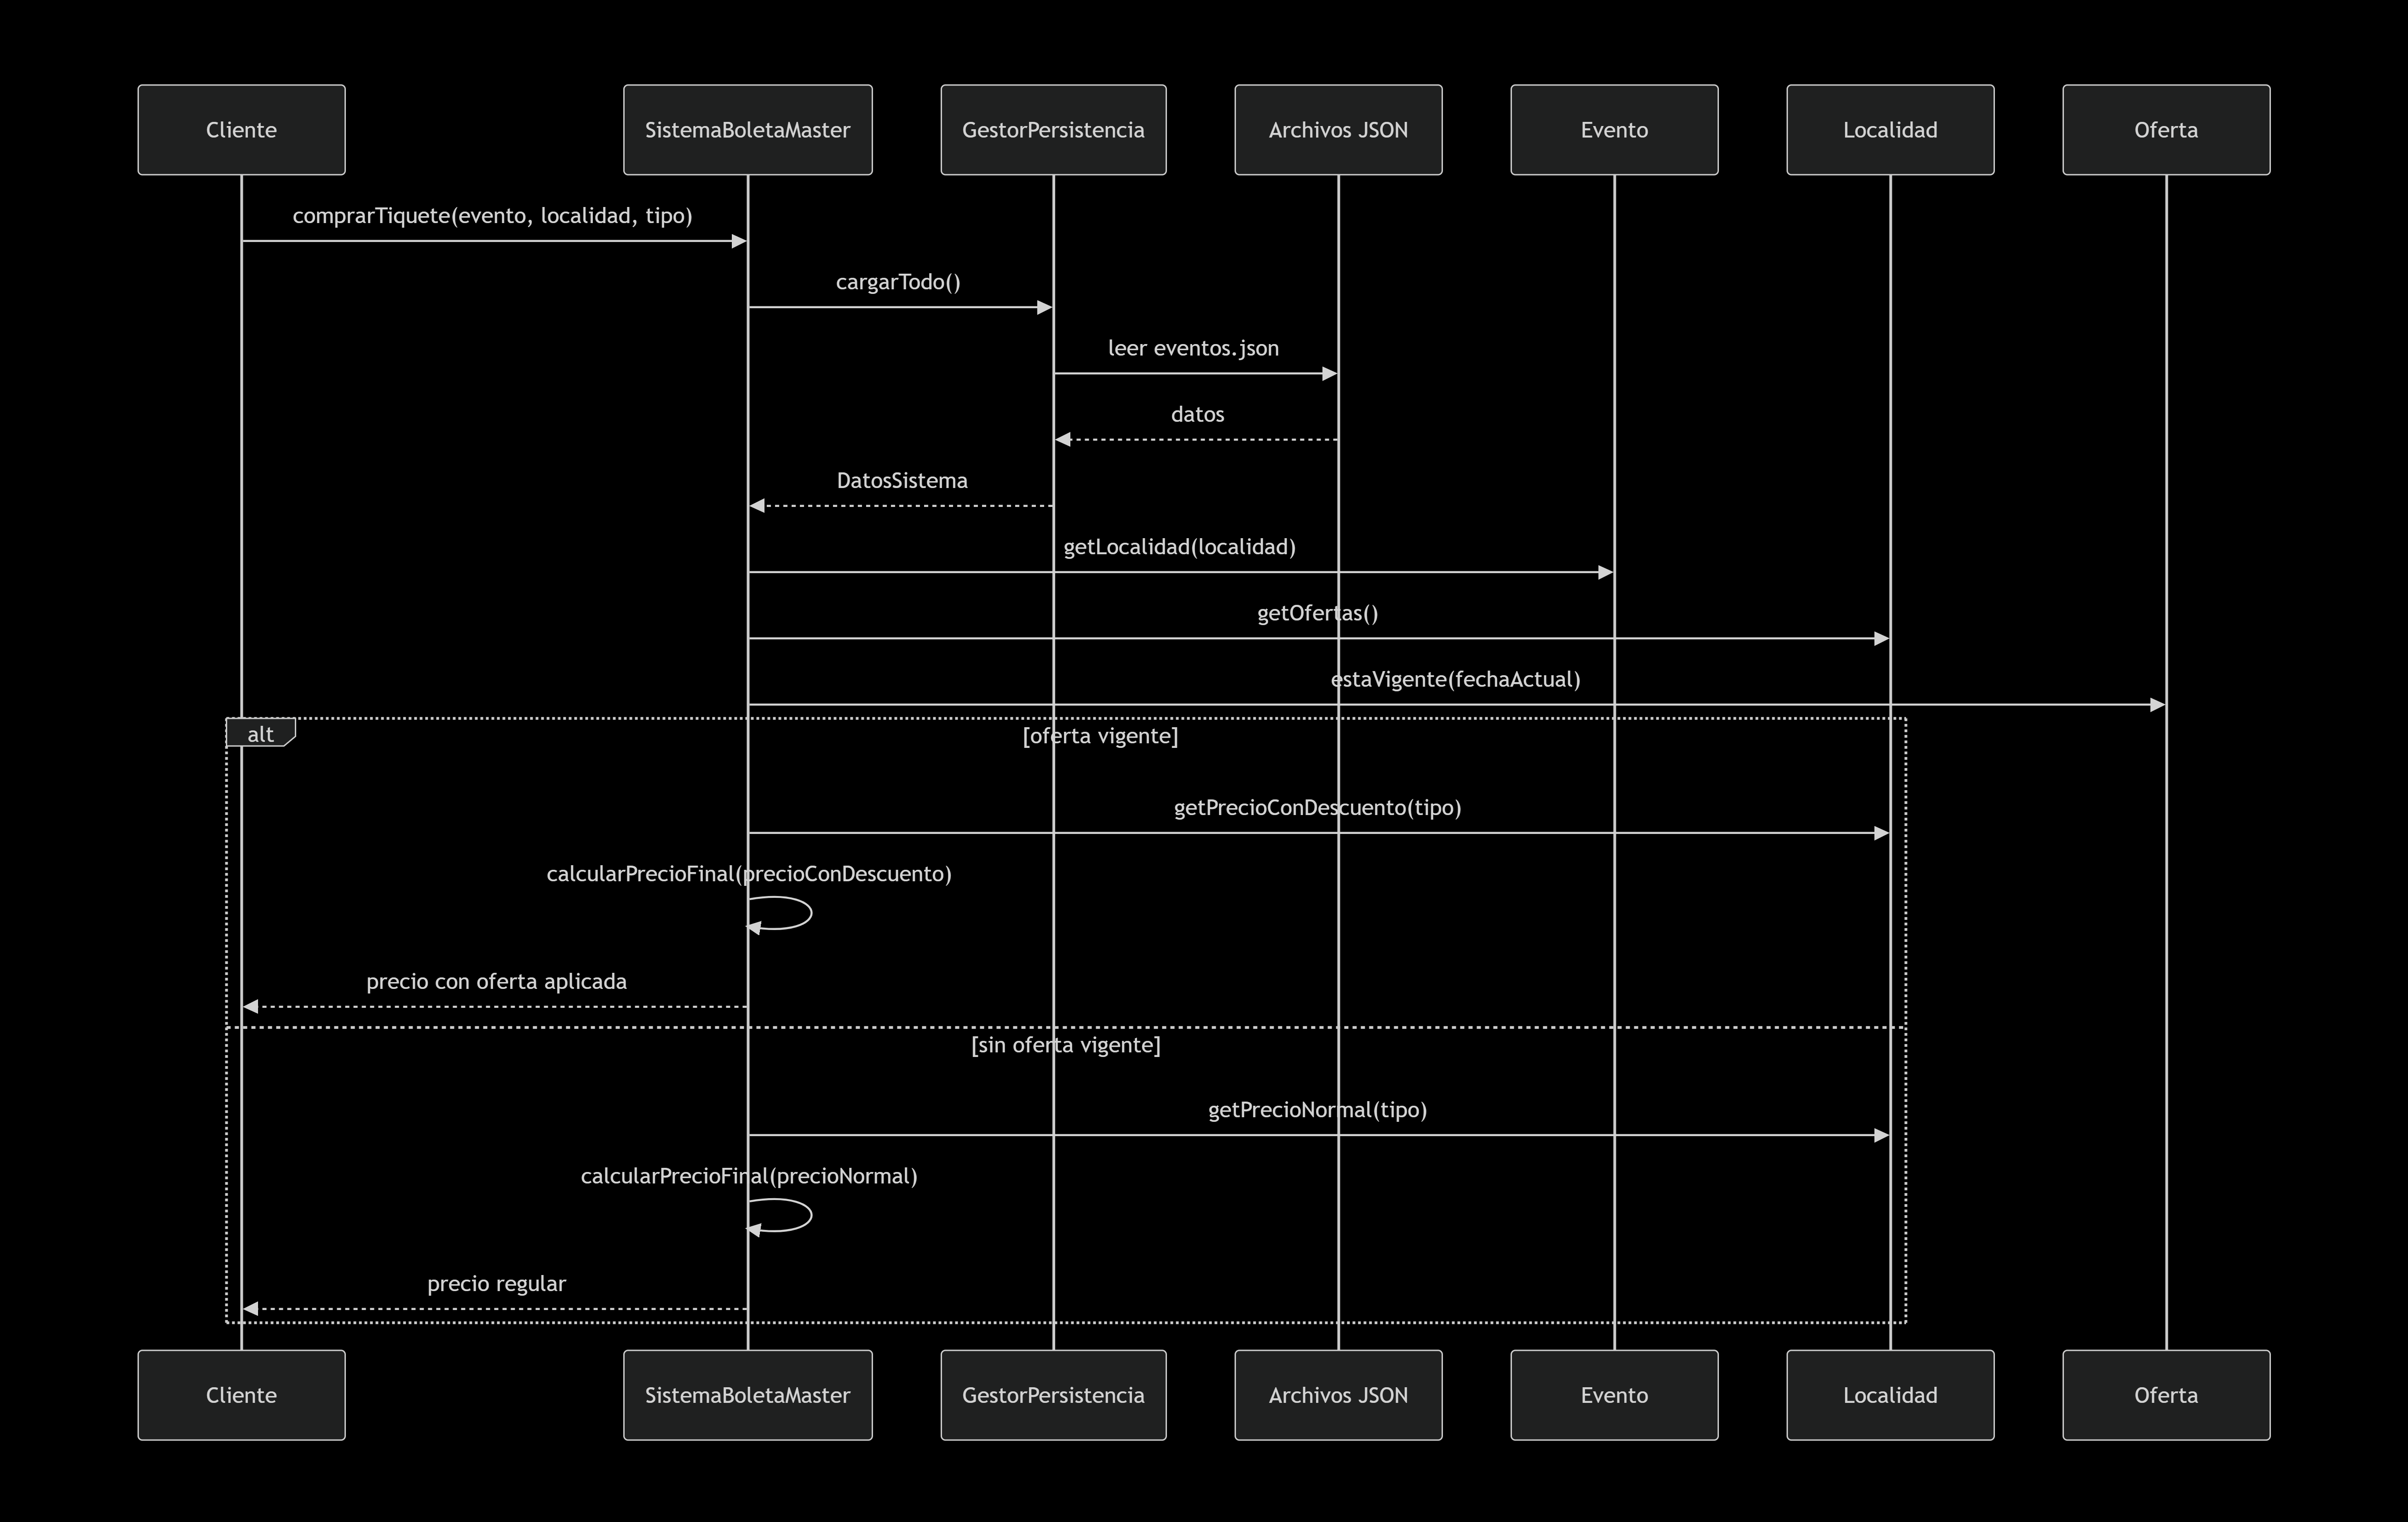 Cliente
SistemaBoletaMaster
GestorPersistencia
Archivos JSON
Evento
Localidad
Oferta
comprarTiquete(evento, localidad, tipo)
cargarTodo()
leer eventos.json
datos
DatosSistema
getLocalidad(localidad)
getOfertas()
estaVigente(fechaActual)
alt
[oferta vigente]
getPrecioConDescuento(tipo)
calcularPrecioFinal(precioConDescuento)
precio con oferta aplicada
[sin oferta vigente]
getPrecioNormal(tipo)
calcularPrecioFinal(precioNormal)
precio regular
Cliente
SistemaBoletaMaster
GestorPersistencia
Archivos JSON
Evento
Localidad
Oferta